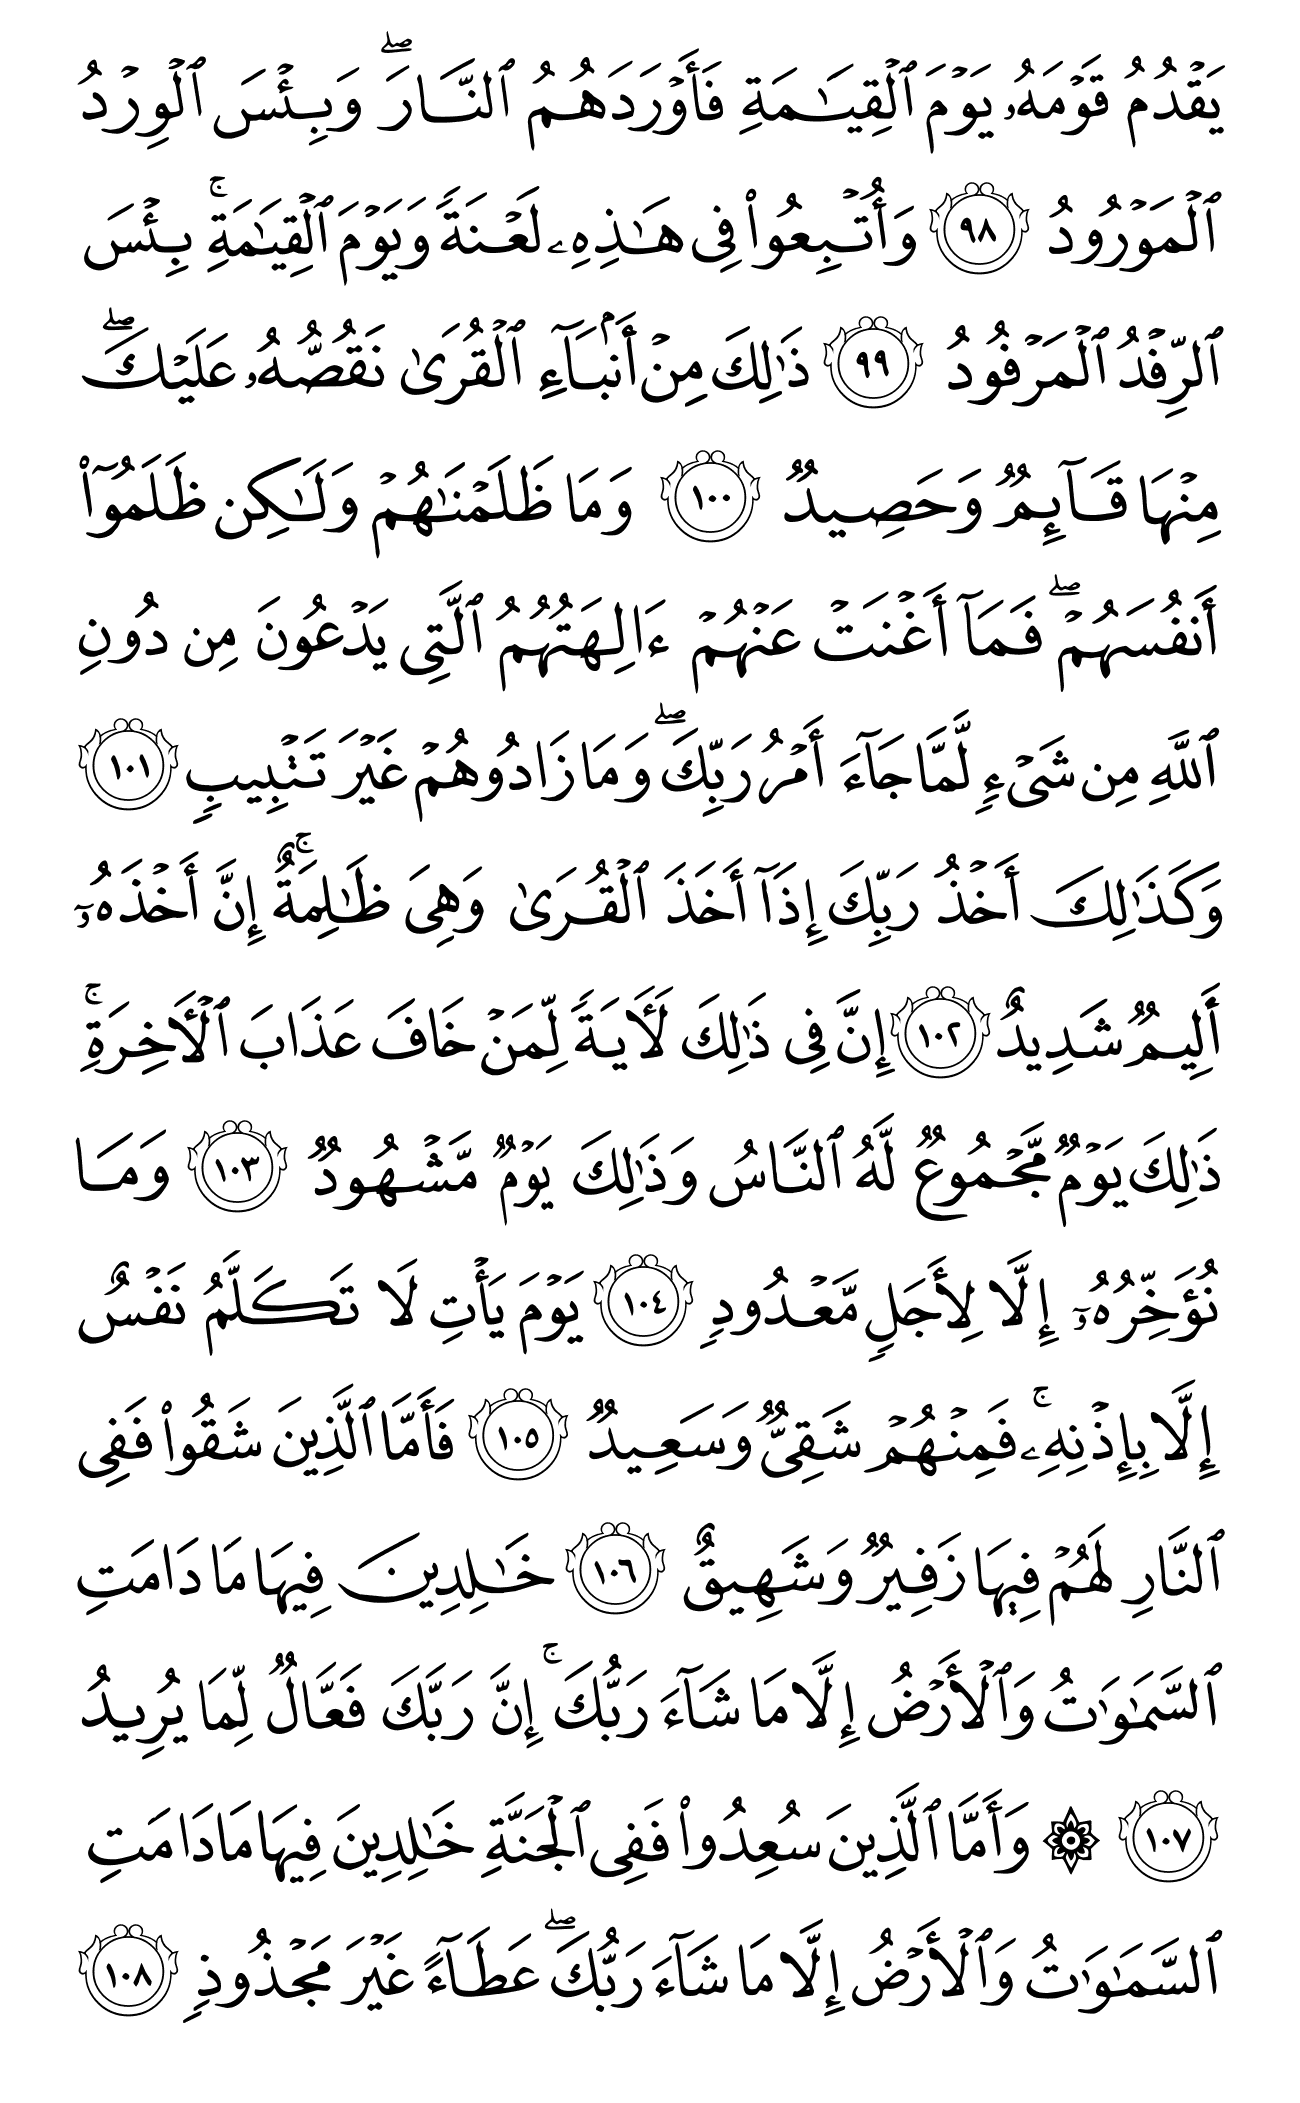 يَقۡدُمُ قَوۡمَهُۥ يَوۡمَ ٱلۡقِيَٰمَةِ فَأَوۡرَدَهُمُ ٱلنَّارَۖ وَبِئۡسَ ٱلۡوِرۡدُ
ٱلۡمَوۡرُودُ ٩٨ وَأُتۡبِعُواْ فِي هَٰذِهِۦ لَعۡنَةٗ وَيَوۡمَ ٱلۡقِيَٰمَةِۚ بِئۡسَ
ٱلرِّفۡدُ ٱلۡمَرۡفُودُ ٩٩ ذَٰلِكَ مِنۡ أَنۢبَآءِ ٱلۡقُرَىٰ نَقُصُّهُۥ عَلَيۡكَۖ
مِنۡهَا قَآئِمٞ وَحَصِيدٞ ١٠٠ وَمَا ظَلَمۡنَٰهُمۡ وَلَٰكِن ظَلَمُوٓاْ
أَنفُسَهُمۡۖ فَمَآ أَغۡنَتۡ عَنۡهُمۡ ءَالِهَتُهُمُ ٱلَّتِي يَدۡعُونَ مِن دُونِ
ٱللَّهِ مِن شَيۡءٖ لَّمَّا جَآءَ أَمۡرُ رَبِّكَۖ وَمَا زَادُوهُمۡ غَيۡرَ تَتۡبِيبٖ ١٠١
وَكَذَٰلِكَ أَخۡذُ رَبِّكَ إِذَآ أَخَذَ ٱلۡقُرَىٰ وَهِيَ ظَٰلِمَةٌۚ إِنَّ أَخۡذَهُۥٓ
أَلِيمٞ شَدِيدٌ ١٠٢ إِنَّ فِي ذَٰلِكَ لَأٓيَةٗ لِّمَنۡ خَافَ عَذَابَ ٱلۡأٓخِرَةِۚ
ذَٰلِكَ يَوۡمٞ مَّجۡمُوعٞ لَّهُ ٱلنَّاسُ وَذَٰلِكَ يَوۡمٞ مَّشۡهُودٞ ١٠٣ وَمَا
نُؤَخِّرُهُۥٓ إِلَّا لِأَجَلٖ مَّعۡدُودٖ ١٠٤ يَوۡمَ يَأۡتِ لَا تَكَلَّمُ نَفۡسٌ
إِلَّا بِإِذۡنِهِۦۚ فَمِنۡهُمۡ شَقِيّٞ وَسَعِيدٞ ١٠٥ فَأَمَّا ٱلَّذِينَ شَقُواْ فَفِي
ٱلنَّارِ لَهُمۡ فِيهَا زَفِيرٞ وَشَهِيقٌ ١٠٦ خَٰلِدِينَ فِيهَا مَا دَامَتِ
ٱلسَّمَٰوَٰتُ وَٱلۡأَرۡضُ إِلَّا مَا شَآءَ رَبُّكَۚ إِنَّ رَبَّكَ فَعَّالٞ لِّمَا يُرِيدُ
١٠٧ ۞ وَأَمَّا ٱلَّذِينَ سُعِدُواْ فَفِي ٱلۡجَنَّةِ خَٰلِدِينَ فِيهَا مَا دَامَتِ
ٱلسَّمَٰوَٰتُ وَٱلۡأَرۡضُ إِلَّا مَا شَآءَ رَبُّكَۖ عَطَآءً غَيۡرَ مَجۡذُوذٖ ١٠٨